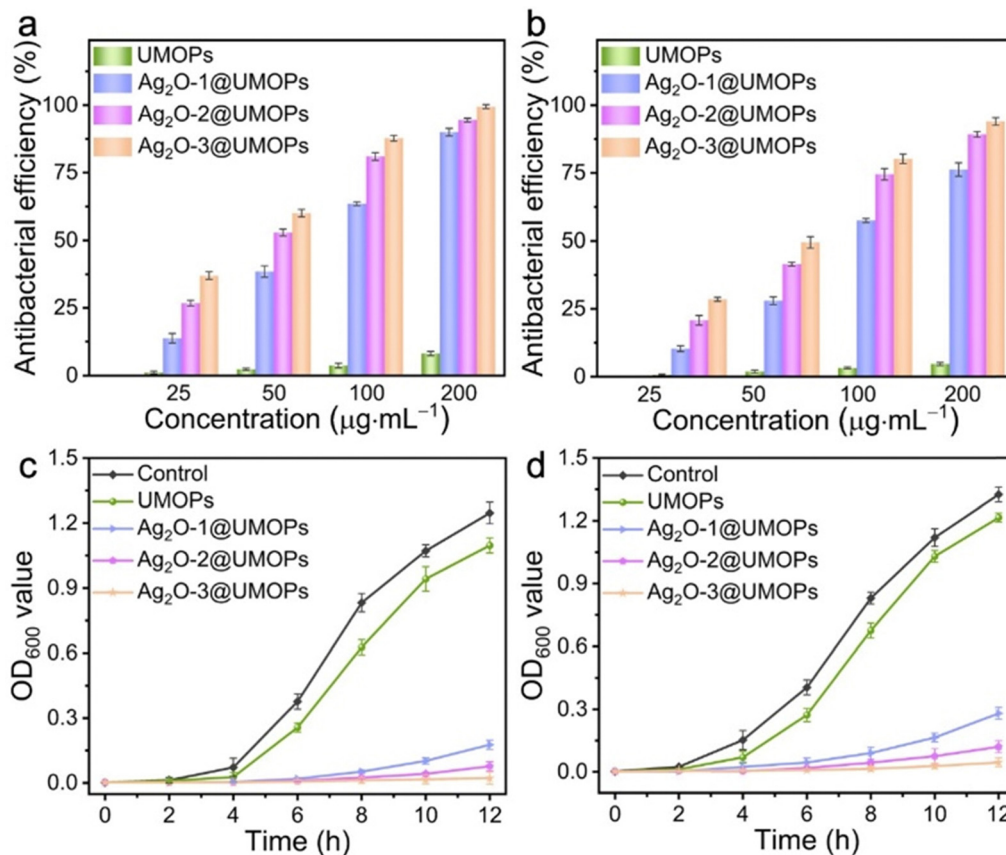 a
UMOPs
Ag₂O-1@UMOPs
Ag₂O-2@UMOPs
Ag₂O-3@UMOPs
Antibacterial efficiency (%)
100
75
50
25
0
25 50 100 200
Concentration (μg·mL⁻¹)
b
UMOPs
Ag₂O-1@UMOPs
Ag₂O-2@UMOPs
Ag₂O-3@UMOPs
Antibacterial efficiency (%)
100
75
50
25
0
25 50 100 200
Concentration (μg·mL⁻¹)
c
Control
UMOPs
Ag₂O-1@UMOPs
Ag₂O-2@UMOPs
Ag₂O-3@UMOPs
OD₆₀₀ value
1.5
1.2
0.9
0.6
0.3
0.0
0 2 4 6 8 10 12
Time (h)
d
Control
UMOPs
Ag₂O-1@UMOPs
Ag₂O-2@UMOPs
Ag₂O-3@UMOPs
OD₆₀₀ value
1.5
1.2
0.9
0.6
0.3
0.0
0 2 4 6 8 10 12
Time (h)